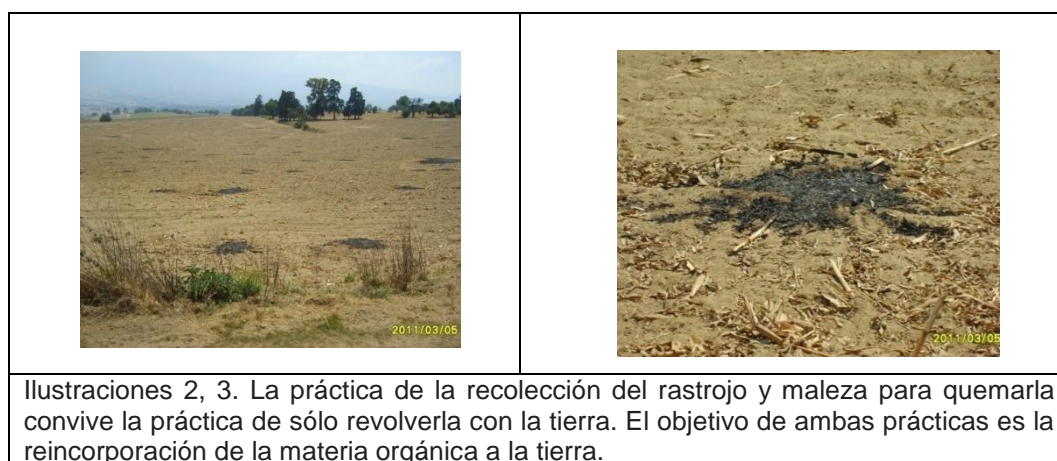 2011/03/05
2011/03/05
Ilustraciones 2, 3. La práctica de la recolección del rastrojo y maleza para quemarla
convive la práctica de sólo revolverla con la tierra. El objetivo de ambas prácticas es la
reincorporación de la materia orgánica a la tierra.